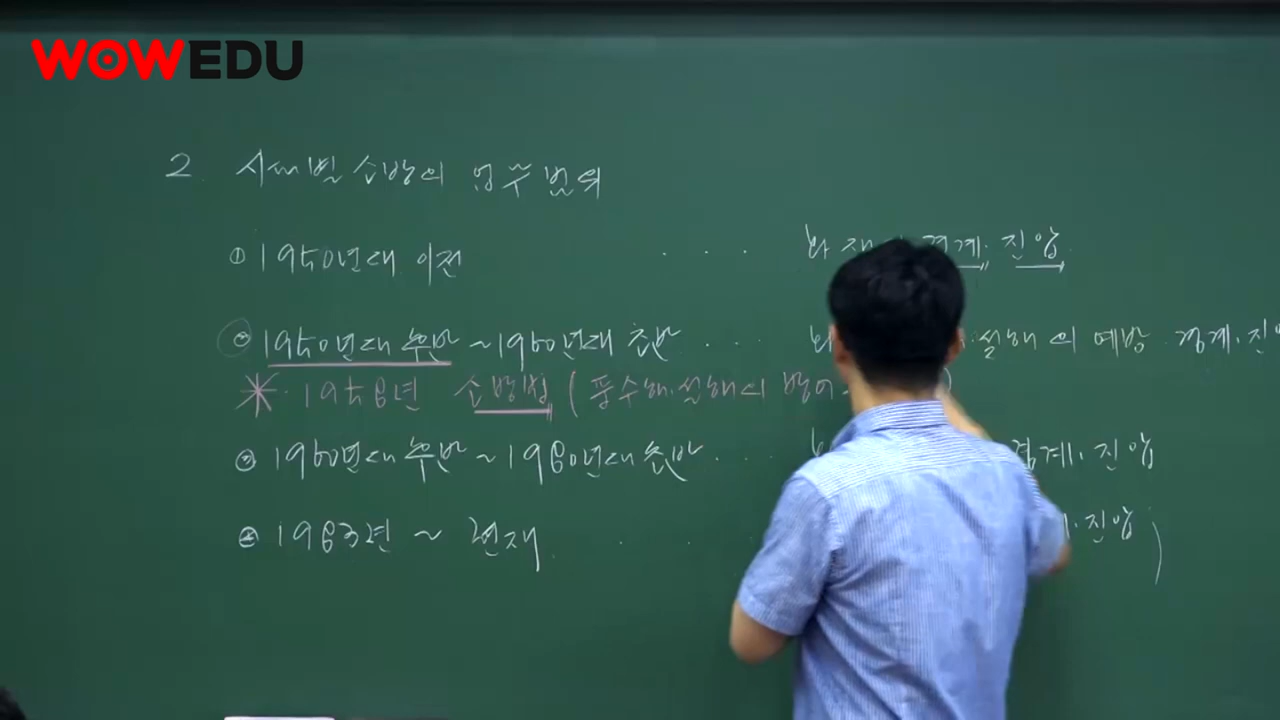 WOWEDU
2. 시대별 소방의 업무범위
① 1950년대 이전 . . . 화재의 경계·진압
② 1950년대 후반 ~ 1960년대 초반 . . . 설해의 예방 경계·진압
* 1958년 소방법 (풍수해·설해의 방어
③ 1960년대 후반 ~ 1980년대 초반 . . . 경계·진압
④ 1983년 ~ 현재 . . . 진압)